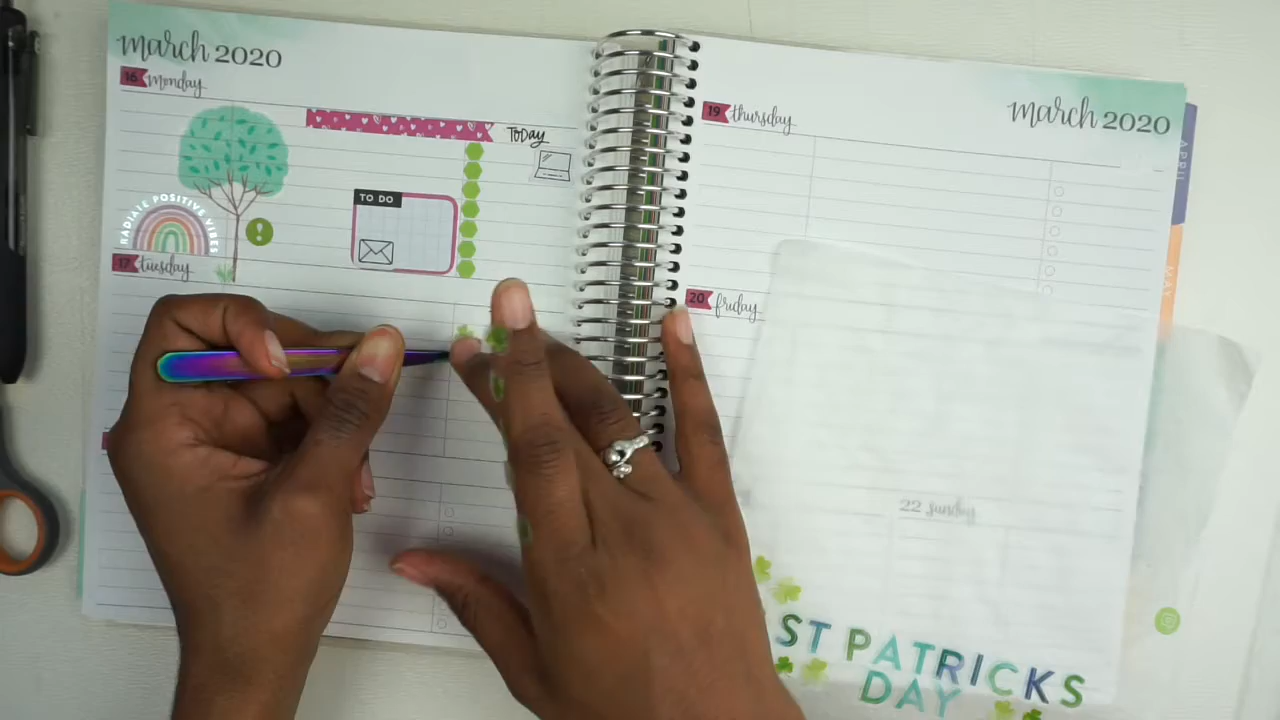 march 2020
16 monday
TODAY
TO DO
RADIATE POSITIVE VIBES
17 tuesday
march 2020
19 thursday
20 friday
22 sunday
ST PATRICKS
DAY
APRIL
MAY